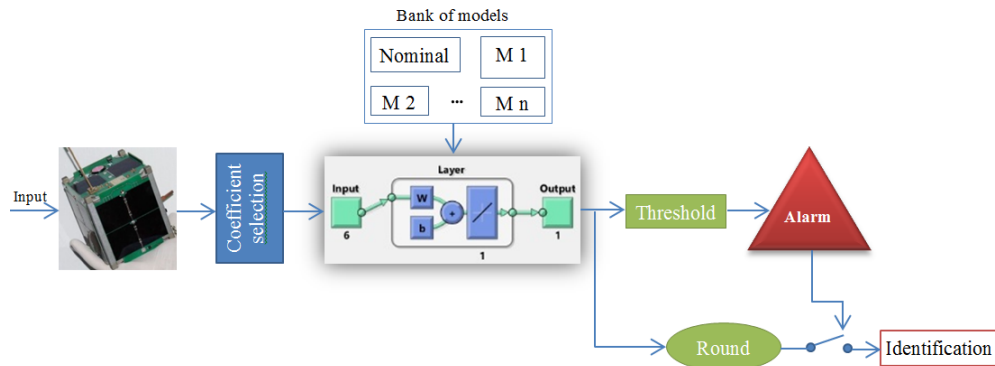 Bank of models
Nominal
M 1
M 2
...
M n
Input
Coefficient
selection
Layer
Input
W
b
+
Output
6
1
1
Threshold
Alarm
Round
Identification